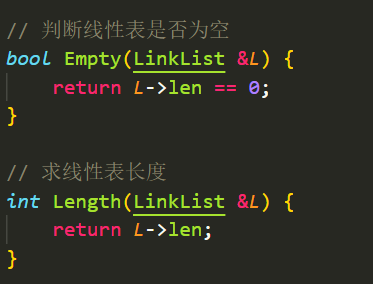 // 判断线性表是否为空
bool Empty(LinkList &L) {
    return L->len == 0;
}
// 求线性表长度
int Length(LinkList &L) {
    return L->len;
}